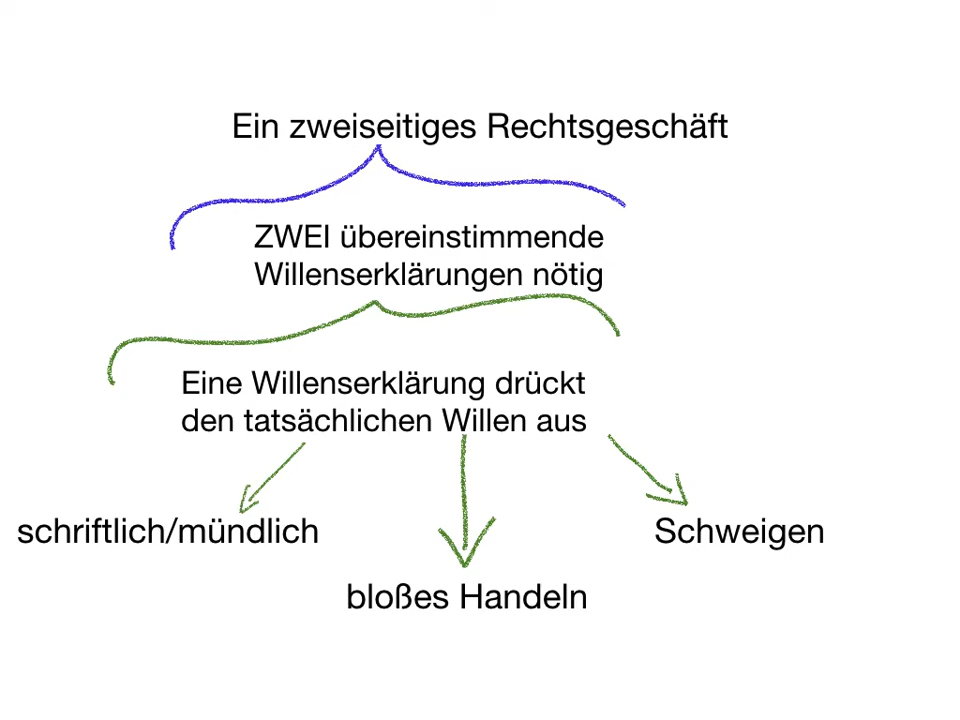 Ein zweiseitiges Rechtsgeschäft
ZWEI übereinstimmende
Willenserklärungen nötig
Eine Willenserklärung drückt
den tatsächlichen Willen aus
schriftlich/mündlich
Schweigen
bloßes Handeln